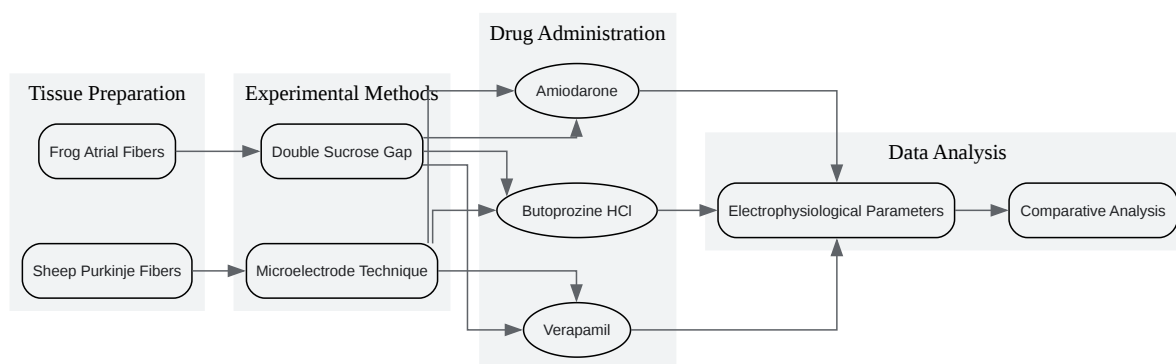 Drug Administration
Tissue Preparation
Experimental Methods
Amiodarone
Data Analysis
Frog Atrial Fibers
Double Sucrose Gap
Butoprozine HCl
Electrophysiological Parameters
Comparative Analysis
Sheep Purkinje Fibers
Microelectrode Technique
Verapamil